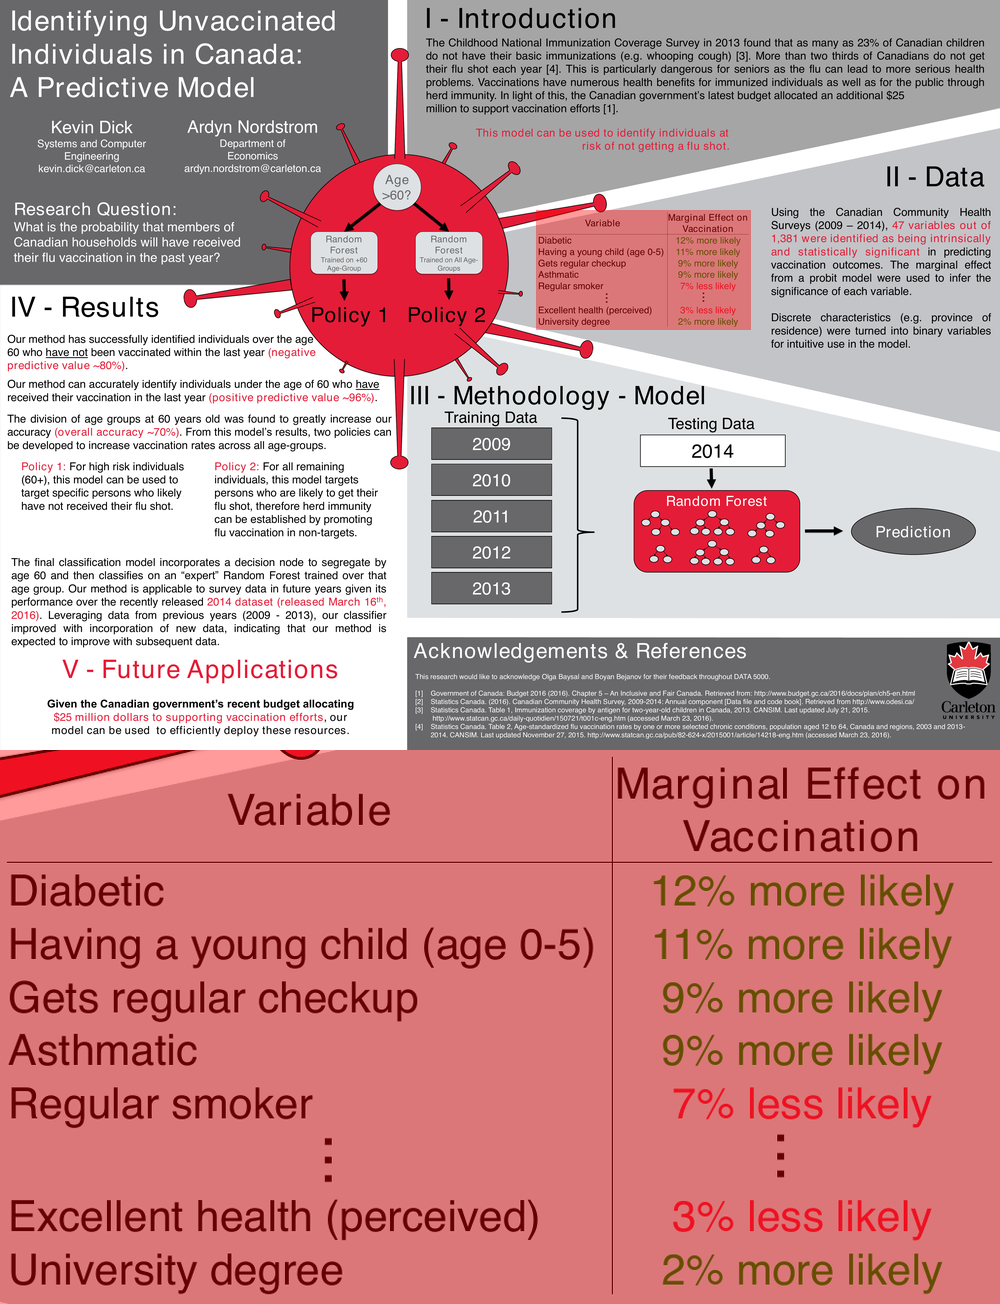 Identifying Unvaccinated
Individuals in Canada:
A Predictive Model
Kevin Dick
Systems and Computer
Engineering
kevin.dick@carleton.ca
Ardyn Nordstrom
Department of
Economics
ardyn.nordstrom@carleton.ca
Research Question:
What is the probability that members of
Canadian households will have received
their flu vaccination in the past year?
I - Introduction
The Childhood National Immunization Coverage Survey in 2013 found that as many as 23% of Canadian children
do not have their basic immunizations (e.g. whooping cough) [3]. More than two thirds of Canadians do not get
their flu shot each year [4]. This is particularly dangerous for seniors as the flu can lead to more serious health
problems. Vaccinations have numerous health benefits for immunized individuals as well as for the public through
herd immunity. In light of this, the Canadian government's latest budget allocated an additional $25
million to support vaccination efforts [1].
This model can be used to identify individuals at
risk of not getting a flu shot.
Age
>60?
Random
Forest
Trained on +60
Age-Group
Random
Forest
Trained on All Age-
Groups
Policy 1
Policy 2
Variable
Marginal Effect on
Vaccination
Diabetic 12% more likely
Having a young child (age 0-5) 11% more likely
Gets regular checkup 9% more likely
Asthmatic 9% more likely
Regular smoker 7% less likely
Excellent health (perceived) 3% less likely
University degree 2% more likely
II - Data
Using the Canadian Community Health
Surveys (2009 – 2014), 47 variables out of
1,381 were identified as being intrinsically
and statistically significant in predicting
vaccination outcomes. The marginal effect
from a probit model were used to infer the
significance of each variable.
Discrete characteristics (e.g. province of
residence) were turned into binary variables
for intuitive use in the model.
III - Methodology - Model
Training Data
2009
2010
2011
2012
2013
Testing Data
2014
Random Forest
Prediction
IV - Results
Our method has successfully identified individuals over the age
60 who have not been vaccinated within the last year (negative
predictive value ~80%).
Our method can accurately identify individuals under the age of 60 who have
received their vaccination in the last year (positive predictive value ~96%).
The division of age groups at 60 years old was found to greatly increase our
accuracy (overall accuracy ~70%). From this model's results, two policies can
be developed to increase vaccination rates across all age-groups.
Policy 1: For high risk individuals
(60+), this model can be used to
target specific persons who likely
have not received their flu shot.
Policy 2: For all remaining
individuals, this model targets
persons who are likely to get their
flu shot, therefore herd immunity
can be established by promoting
flu vaccination in non-targets.
The final classification model incorporates a decision node to segregate by
age 60 and then classifies on an “expert” Random Forest trained over that
age group. Our method is applicable to survey data in future years given its
performance over the recently released 2014 dataset (released March 16th,
2016). Leveraging data from previous years (2009 - 2013), our classifier
improved with incorporation of new data, indicating that our method is
expected to improve with subsequent data.
V - Future Applications
Given the Canadian government's recent budget allocating
$25 million dollars to supporting vaccination efforts, our
model can be used to efficiently deploy these resources.
Acknowledgements & References
This research would like to acknowledge Olga Baysal and Boyan Bejanov for their feedback throughout DATA 5000.
[1] Government of Canada: Budget 2016 (2016). Chapter 5 – An Inclusive and Fair Canada. Retrieved from: http://www.budget.gc.ca/2016/docs/plan/ch5-en.html
[2] Statistics Canada. (2016). Canadian Community Health Survey, 2009-2014: Annual component [Data file and code book]. Retrieved from http://www.odesi.ca/
[3] Statistics Canada. Table 1, Immunization coverage by antigen for two-year-old children in Canada, 2013. CANSIM. Last updated July 21, 2015.
http://www.statcan.gc.ca/daily-quotidien/150721/t001c-eng.htm (accessed March 23, 2016).
[4] Statistics Canada. Table 2, Age-standardized flu vaccination rates by one or more selected chronic conditions, population aged 12 to 64, Canada and regions, 2003 and 2013-
2014. CANSIM. Last updated November 27, 2015. http://www.statcan.gc.ca/pub/82-624-x/2015001/article/14218-eng.htm (accessed March 23, 2016).
Carleton
UNIVERSITY
Variable
Marginal Effect on
Vaccination
Diabetic 12% more likely
Having a young child (age 0-5) 11% more likely
Gets regular checkup 9% more likely
Asthmatic 9% more likely
Regular smoker 7% less likely
Excellent health (perceived) 3% less likely
University degree 2% more likely